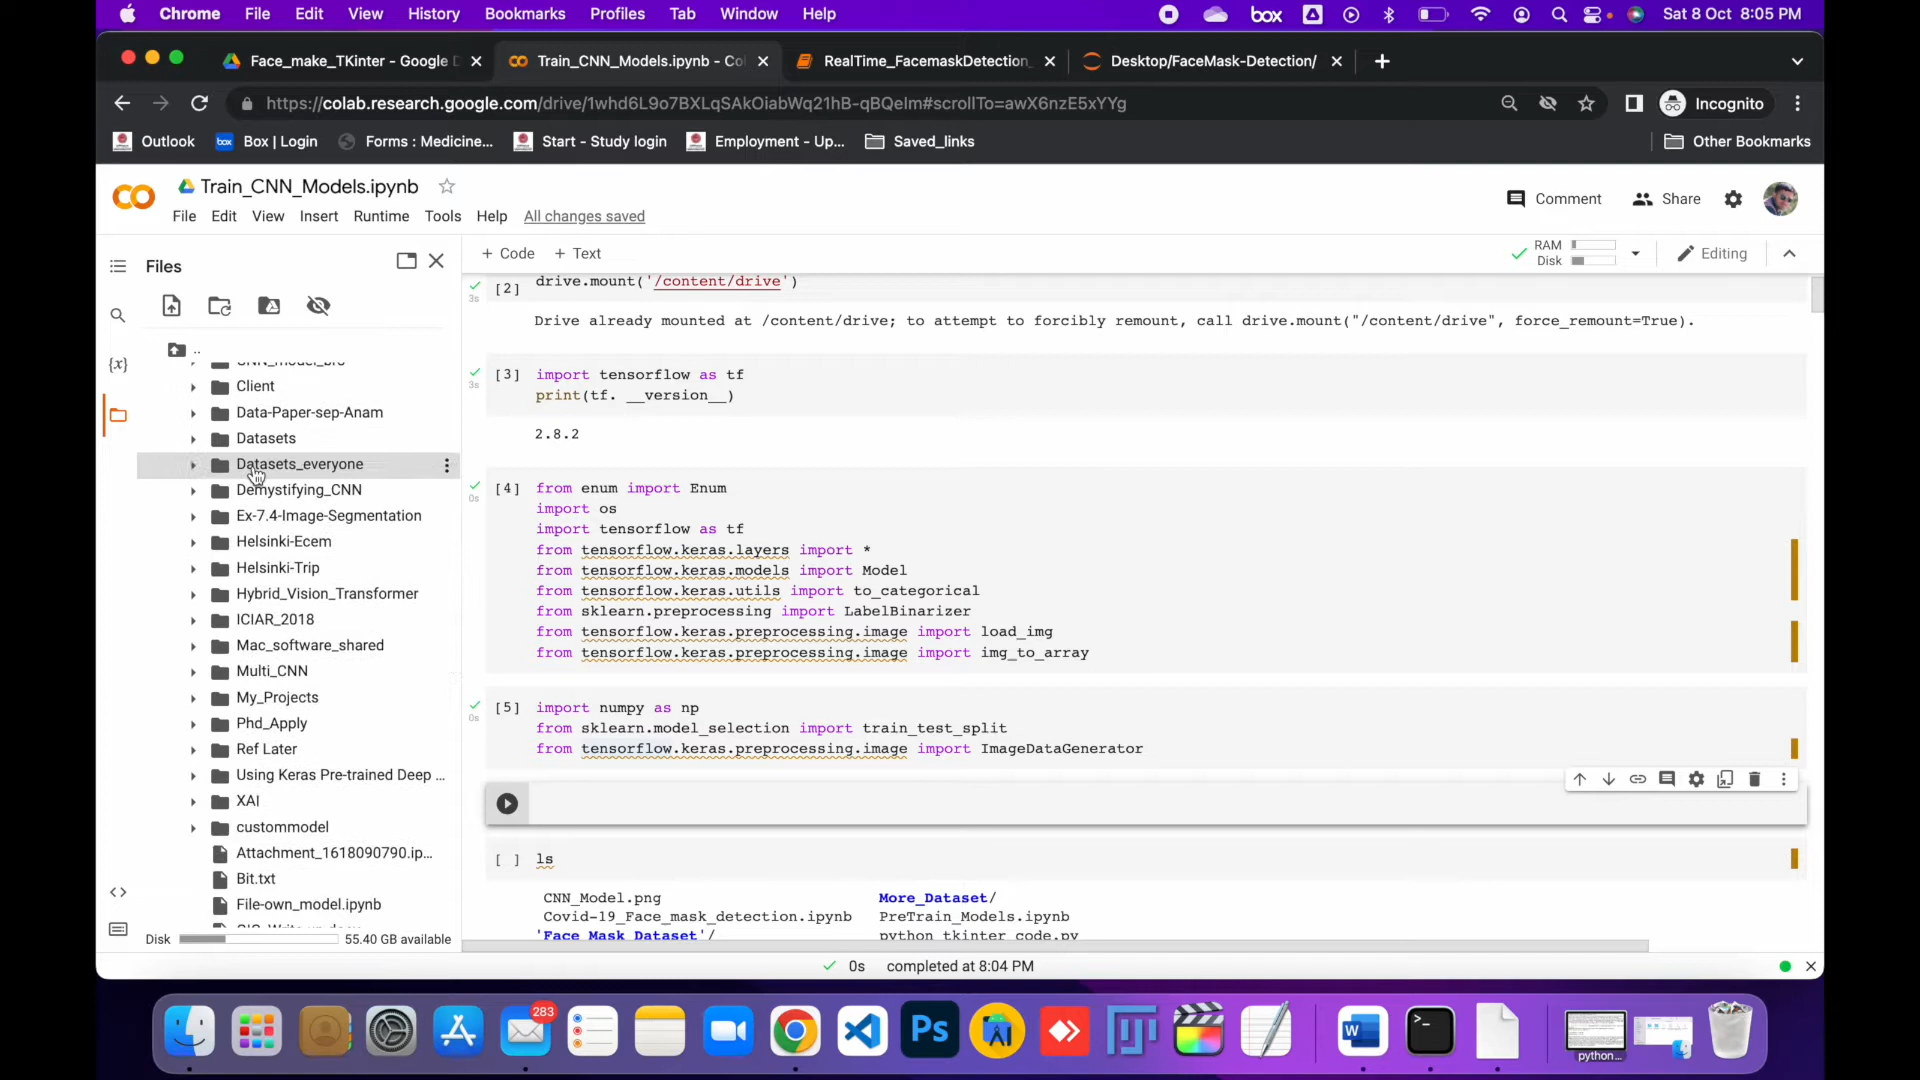 Chrome File Edit View History Bookmarks Profiles Tab Window Help box Sat 8 Oct 8:05 PM
Face_make_TKinter - Google D Train_CNN_Models.ipynb - Co RealTime_FacemaskDetection_ Desktop/FaceMask-Detection/
https://colab.research.google.com/drive/1whd6L9o7BXLqSAkOiabWq21hB-qBQeIm#scrollTo=awX6nzE5xYYg Incognito
Outlook box Box | Login Forms : Medicine... Start - Study login Employment - Up... Saved_links Other Bookmarks
Train_CNN_Models.ipynb
File Edit View Insert Runtime Tools Help All changes saved
Comment Share
Files
+ Code + Text
RAM
Disk
Editing
..
Client
Data-Paper-sep-Anam
Datasets
Datasets_everyone
Demystifying_CNN
Ex-7.4-Image-Segmentation
Helsinki-Ecem
Helsinki-Trip
Hybrid_Vision_Transformer
ICIAR_2018
Mac_software_shared
Multi_CNN
My_Projects
Phd_Apply
Ref Later
Using Keras Pre-trained Deep ...
XAI
custommodel
Attachment_1618090790.ip...
Bit.txt
File-own_model.ipynb
Disk 55.40 GB available
{x}
<>
[2] drive.mount('/content/drive')
3s
Drive already mounted at /content/drive; to attempt to forcibly remount, call drive.mount("/content/drive", force_remount=True).
[3] import tensorflow as tf
3s
print(tf. __version__)
2.8.2
[4] from enum import Enum
0s
import os
import tensorflow as tf
from tensorflow.keras.layers import *
from tensorflow.keras.models import Model
from tensorflow.keras.utils import to_categorical
from sklearn.preprocessing import LabelBinarizer
from tensorflow.keras.preprocessing.image import load_img
from tensorflow.keras.preprocessing.image import img_to_array
[5] import numpy as np
0s
from sklearn.model_selection import train_test_split
from tensorflow.keras.preprocessing.image import ImageDataGenerator
[ ] ls
CNN_Model.png More_Dataset/
Covid-19_Face_mask_detection.ipynb PreTrain_Models.ipynb
'Face Mask Dataset'/ python tkinter code.py
0s completed at 8:04 PM
283
Ps
W
>_
python...